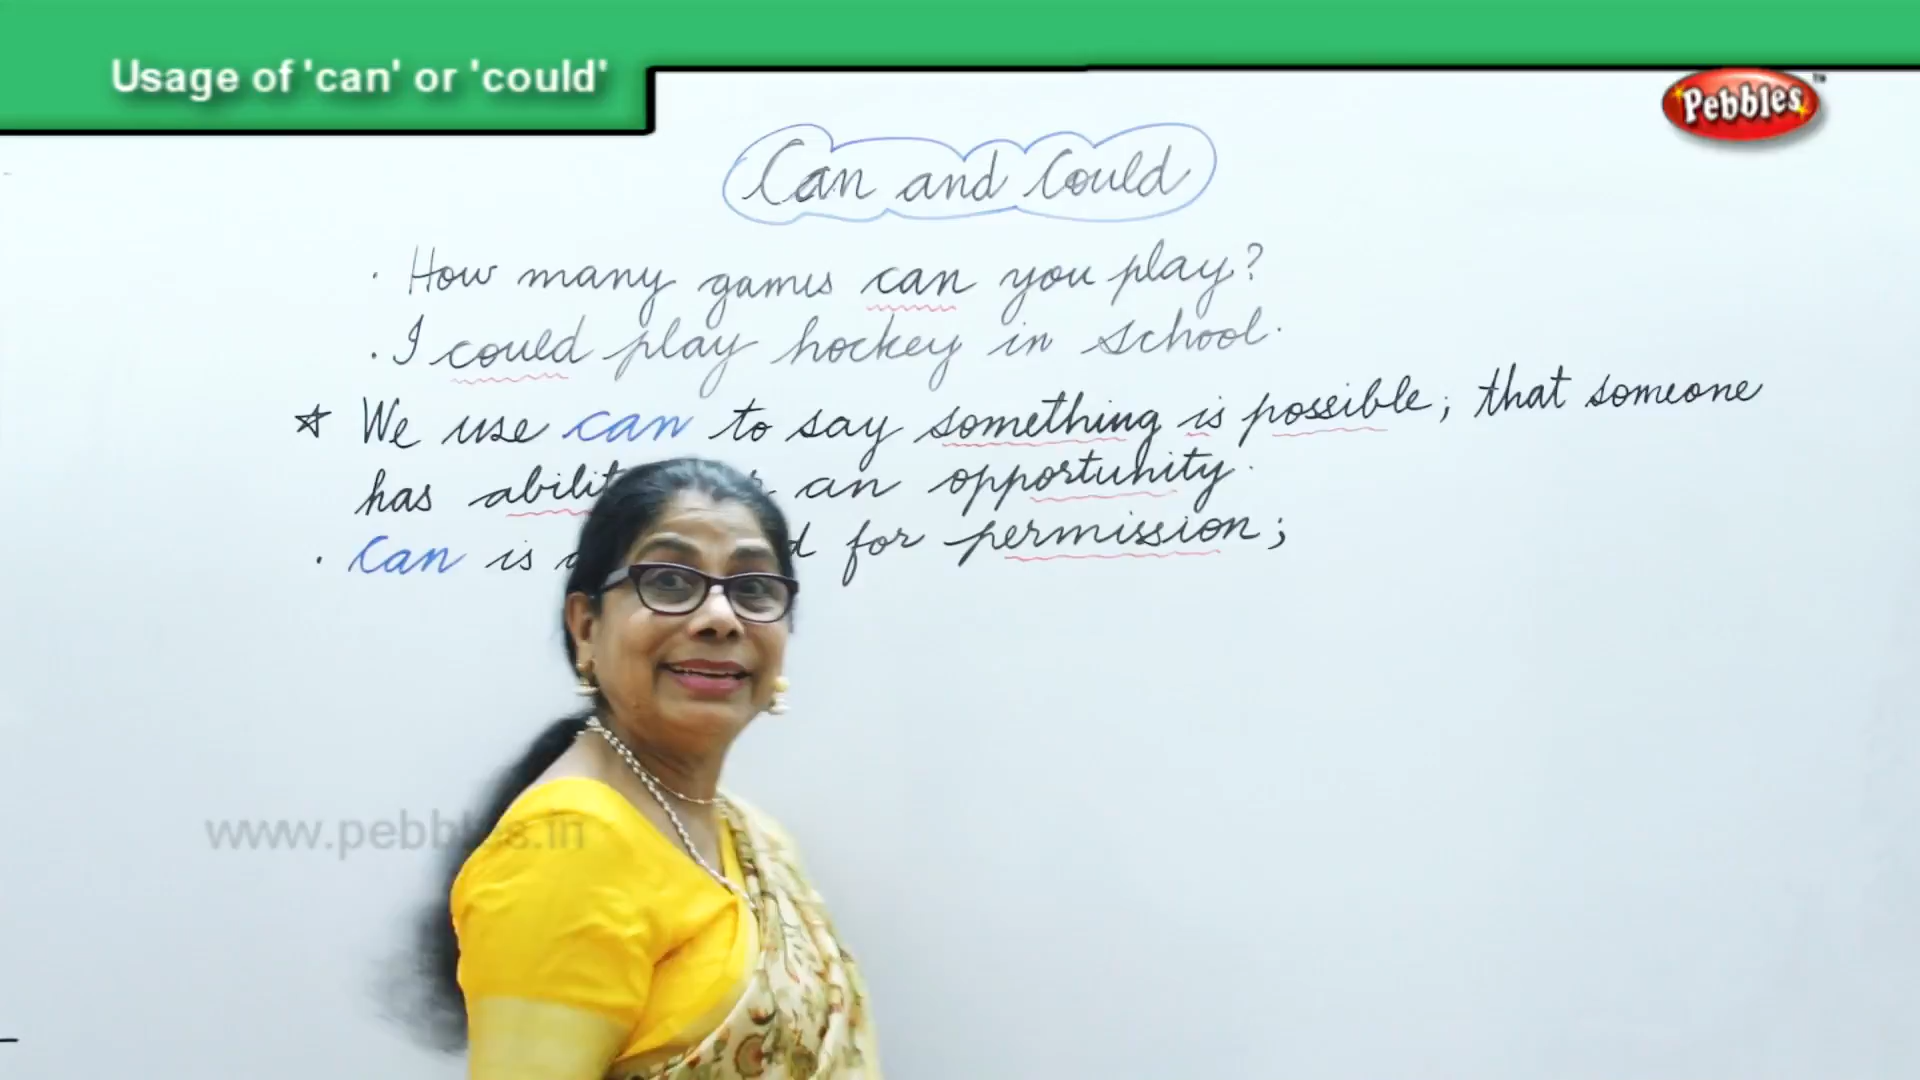 Usage of 'can' or 'could'
Pebbles™
Can and Could
· How many games can you play?
· I could play hockey in school.
☆ We use can to say something is possible; that someone
has an opportunity.
· Can is for permission;
www.pebbles.in